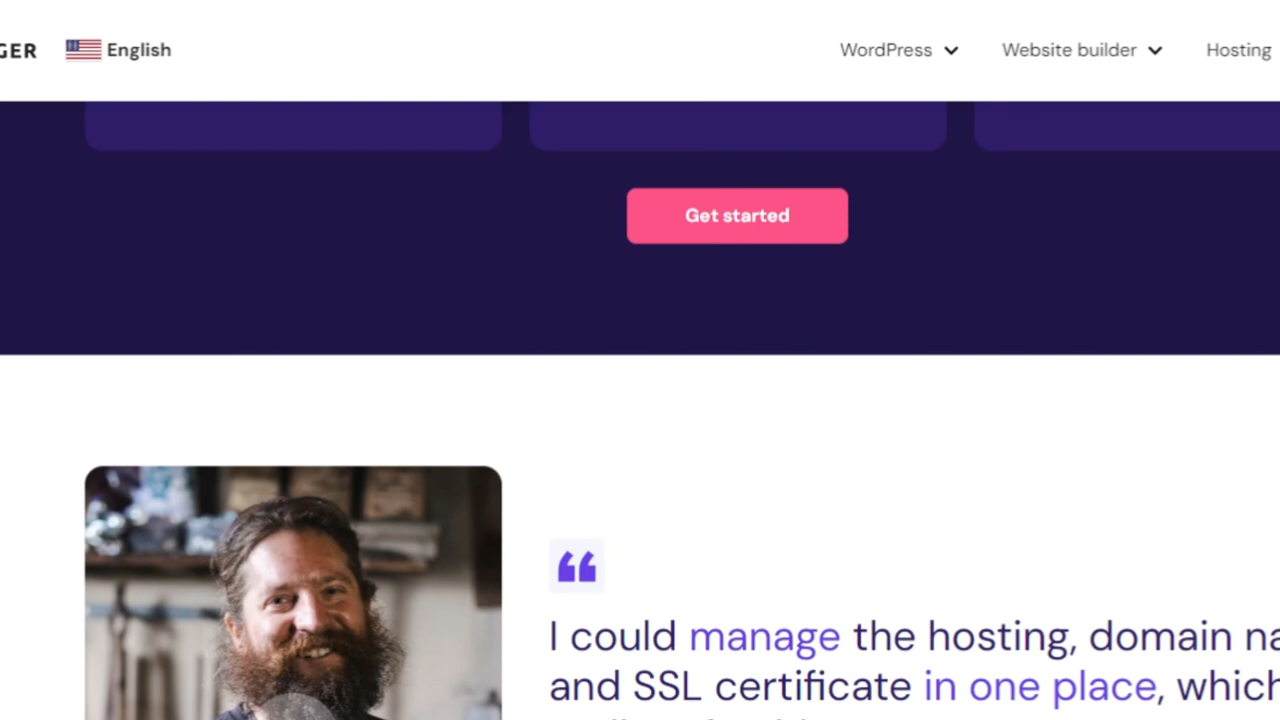 GER English WordPress Website builder Hosting
Get started
“
I could manage the hosting, domain na
and SSL certificate in one place, which